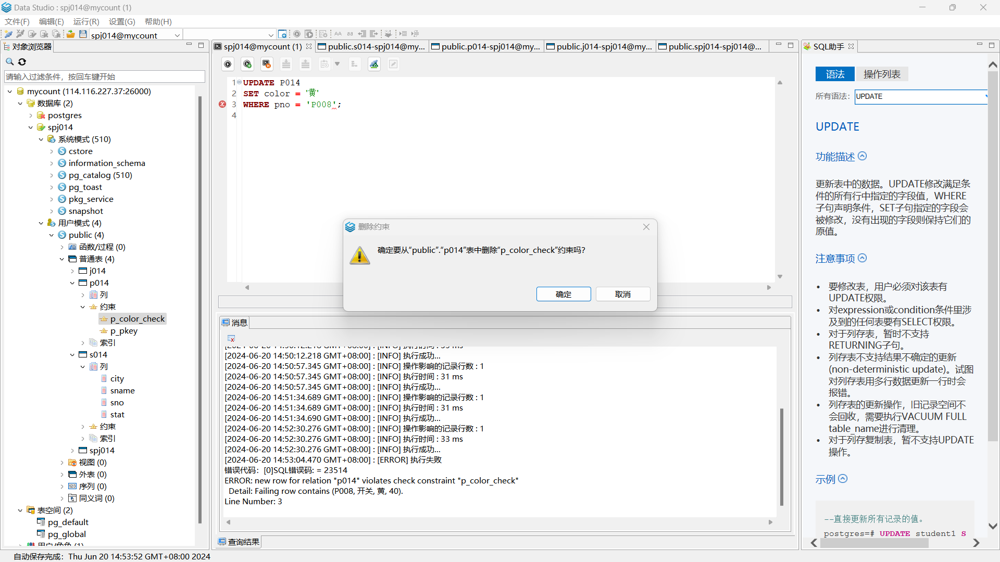 Data Studio : spj014@mycount (1)
文件(F) 编辑(E) 运行(R) 设置(G) 帮助(H)
spj014@mycount
对象浏览器
请输入过滤条件，按回车键开始
mycount (114.116.227.37:26000)
数据库 (2)
postgres
spj014
系统模式 (510)
cstore
information_schema
pg_catalog (510)
pg_toast
pkg_service
snapshot
用户模式 (4)
public (4)
函数/过程 (0)
普通表 (4)
j014
p014
列
约束
p_color_check
p_pkey
索引
s014
列
city
sname
sno
stat
约束
索引
spj014
视图 (0)
外表 (0)
序列 (0)
同义词 (0)
表空间 (2)
pg_default
pg_global
用户/角色 (1)
spj014@mycount (1) public.s014-spj014@my... public.p014-spj014@my... public.j014-spj014@my... public.spj014-spj014@...
1 UPDATE P014
2 SET color = '黄'
3 WHERE pno = 'P008';
4
删除约束
确定要从“public”.“p014”表中删除“p_color_check”约束吗?
确定 取消
消息
[2024-06-20 14:50:12.218 GMT+08:00] : [INFO] 执行时间 : 35 ms
[2024-06-20 14:50:12.218 GMT+08:00] : [INFO] 执行成功...
[2024-06-20 14:50:57.345 GMT+08:00] : [INFO] 操作影响的记录行数 : 1
[2024-06-20 14:50:57.345 GMT+08:00] : [INFO] 执行时间 : 31 ms
[2024-06-20 14:50:57.345 GMT+08:00] : [INFO] 执行成功...
[2024-06-20 14:51:34.689 GMT+08:00] : [INFO] 操作影响的记录行数 : 1
[2024-06-20 14:51:34.689 GMT+08:00] : [INFO] 执行时间 : 31 ms
[2024-06-20 14:51:34.690 GMT+08:00] : [INFO] 执行成功...
[2024-06-20 14:52:30.276 GMT+08:00] : [INFO] 操作影响的记录行数 : 1
[2024-06-20 14:52:30.276 GMT+08:00] : [INFO] 执行时间 : 33 ms
[2024-06-20 14:52:30.276 GMT+08:00] : [INFO] 执行成功...
[2024-06-20 14:53:04.470 GMT+08:00] : [ERROR] 执行失败
错误代码： [0]SQL错误码: = 23514
ERROR: new row for relation "p014" violates check constraint "p_color_check"
Detail: Failing row contains (P008, 开关, 黄, 40).
Line Number: 3
查询结果
SQL助手
语法 操作列表
所有语法： UPDATE
UPDATE
功能描述
更新表中的数据。UPDATE修改满足条
件的所有行中指定的字段值，WHERE
子句声明条件，SET子句指定的字段会
被修改，没有出现的字段则保持它们的
原值。
注意事项
• 要修改表，用户必须对该表有
UPDATE权限。
• 对expression或condition条件里涉
及到的任何表要有SELECT权限。
• 对于列存表，暂时不支持
RETURNING子句。
• 列存表不支持结果不确定的更新
(non-deterministic update)。试图
对列存表用多行数据更新一行时会
报错。
• 列存表的更新操作，旧记录空间不
会回收，需要执行VACUUM FULL
table_name进行清理。
• 对于列存复制表，暂不支持UPDATE
操作。
示例
--直接更新所有记录的值。
postgres=# UPDATE student1 S
自动保存完成：Thu Jun 20 14:53:52 GMT+08:00 2024